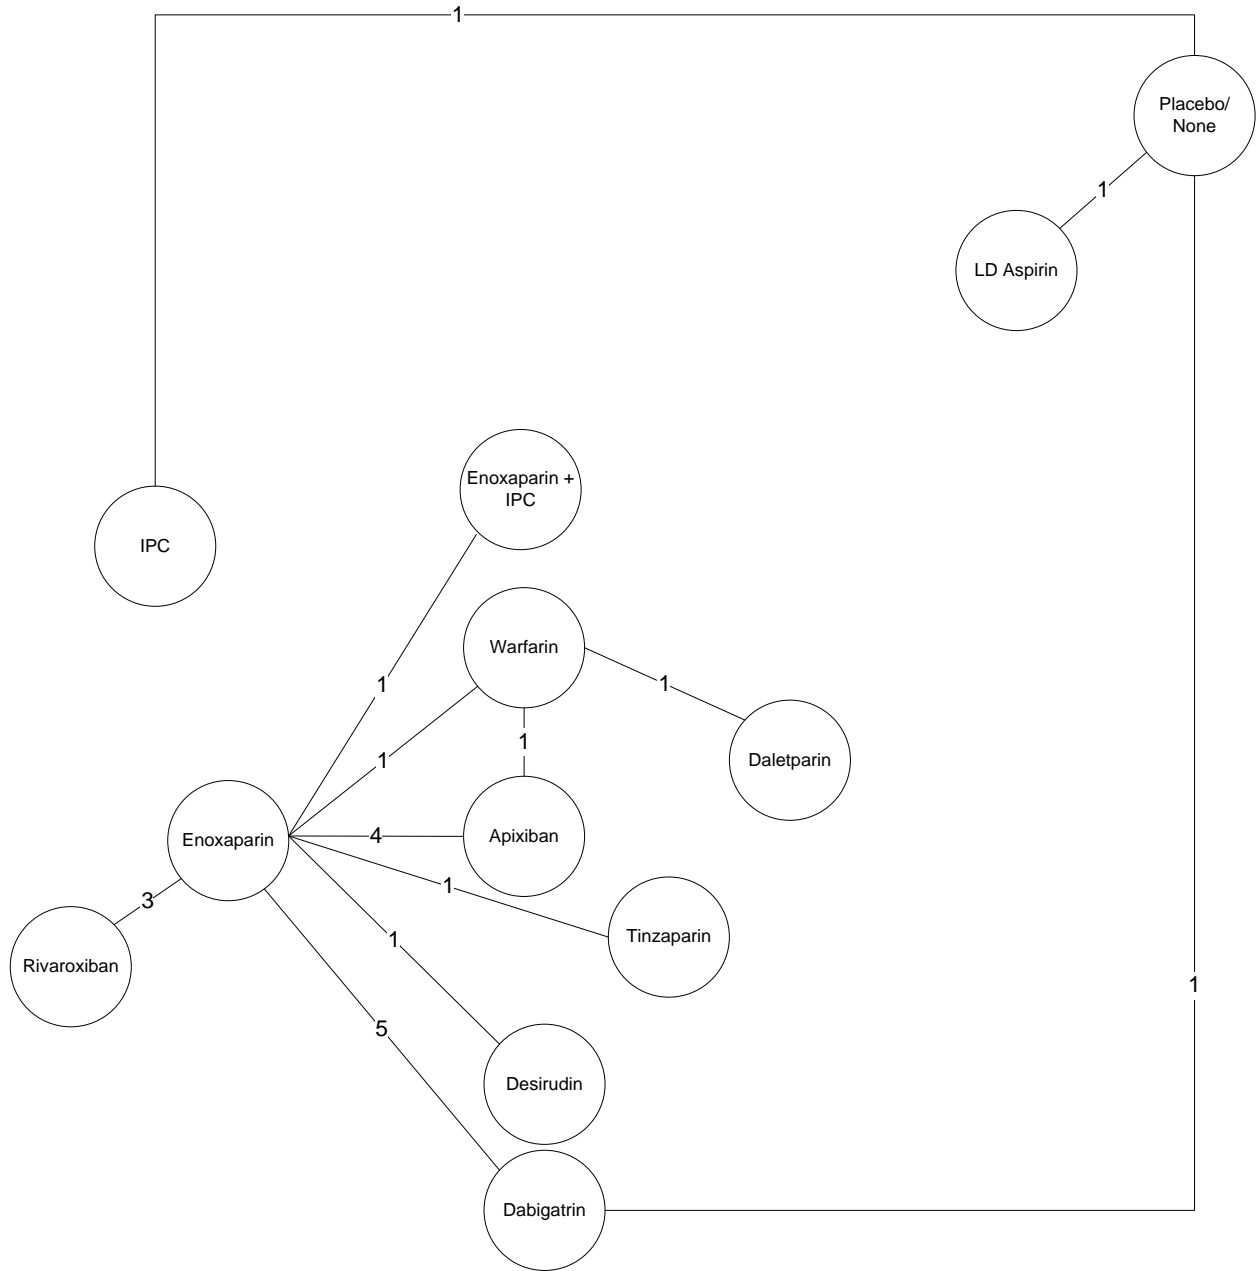 1
Placebo/
None
1
LD Aspirin
Enoxaparin +
IPC
IPC
Warfarin
1
1
1
1
Daletparin
Enoxaparin
4
Apixiban
1
3
Tinzaparin
1
Rivaroxiban
1
5
Desirudin
Dabigatrin